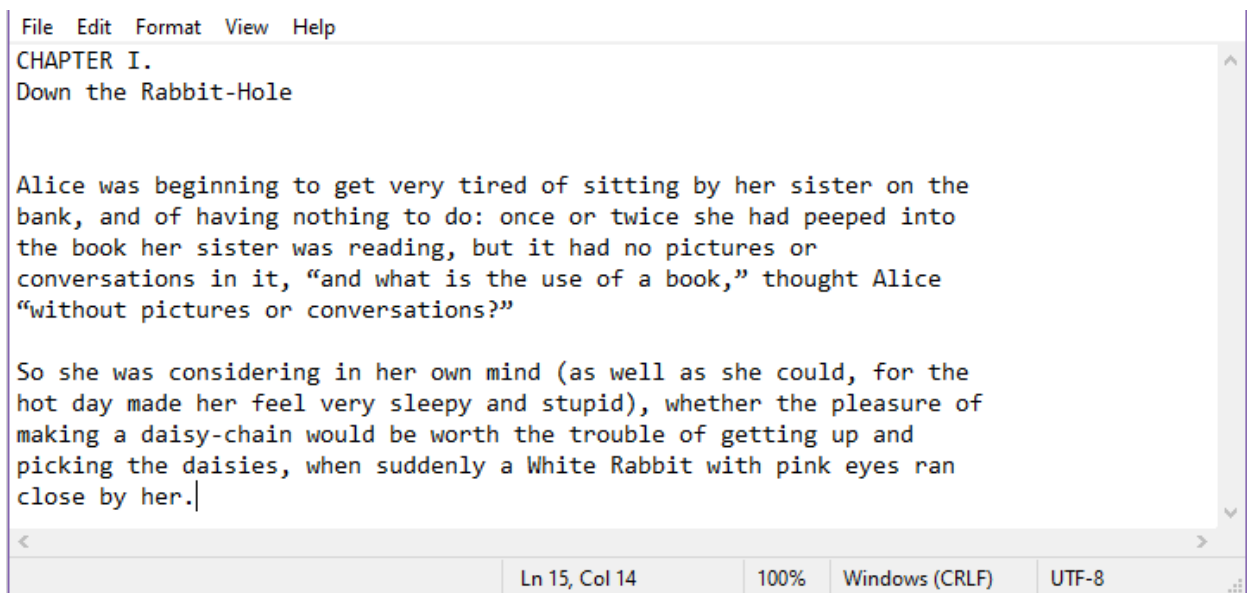 File Edit Format View Help
CHAPTER I.
Down the Rabbit-Hole
Alice was beginning to get very tired of sitting by her sister on the
bank, and of having nothing to do: once or twice she had peeped into
the book her sister was reading, but it had no pictures or
conversations in it, “and what is the use of a book,” thought Alice
“without pictures or conversations?”
So she was considering in her own mind (as well as she could, for the
hot day made her feel very sleepy and stupid), whether the pleasure of
making a daisy-chain would be worth the trouble of getting up and
picking the daisies, when suddenly a White Rabbit with pink eyes ran
close by her.
Ln 15, Col 14 100% Windows (CRLF) UTF-8